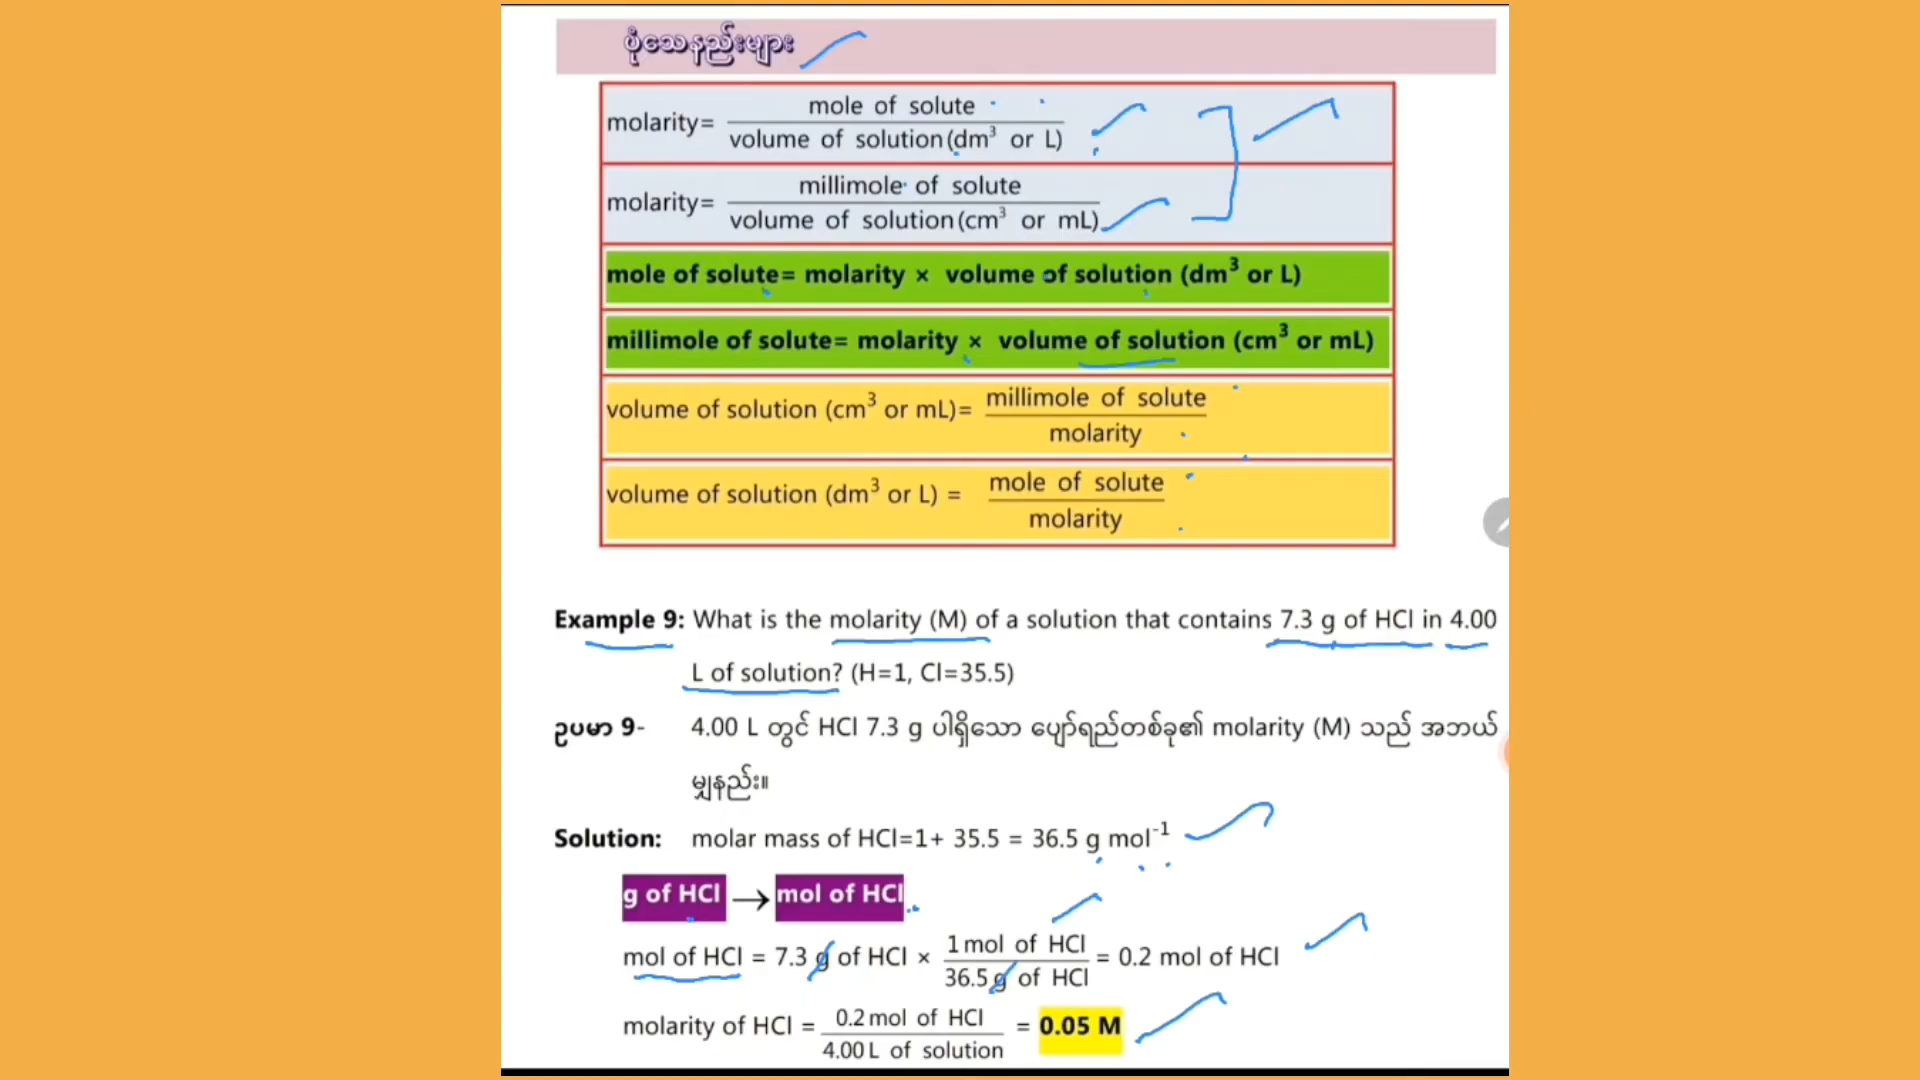 ပုံသေနည်းများ
molarity= mole of solute / volume of solution (dm³ or L)
molarity= millimole of solute / volume of solution (cm³ or mL)
mole of solute= molarity × volume of solution (dm³ or L)
millimole of solute= molarity × volume of solution (cm³ or mL)
volume of solution (cm³ or mL)= millimole of solute / molarity
volume of solution (dm³ or L) = mole of solute / molarity
Example 9: What is the molarity (M) of a solution that contains 7.3 g of HCl in 4.00
L of solution? (H=1, Cl=35.5)
ဥပမာ 9- 4.00 L တွင် HCl 7.3 g ပါရှိသော ပျော်ရည်တစ်ခု၏ molarity (M) သည် အဘယ်
မျှနည်း။
Solution: molar mass of HCl=1+ 35.5 = 36.5 g mol⁻¹
g of HCl → mol of HCl
mol of HCl = 7.3 g of HCl × 1 mol of HCl / 36.5 g of HCl = 0.2 mol of HCl
molarity of HCl = 0.2 mol of HCl / 4.00 L of solution = 0.05 M